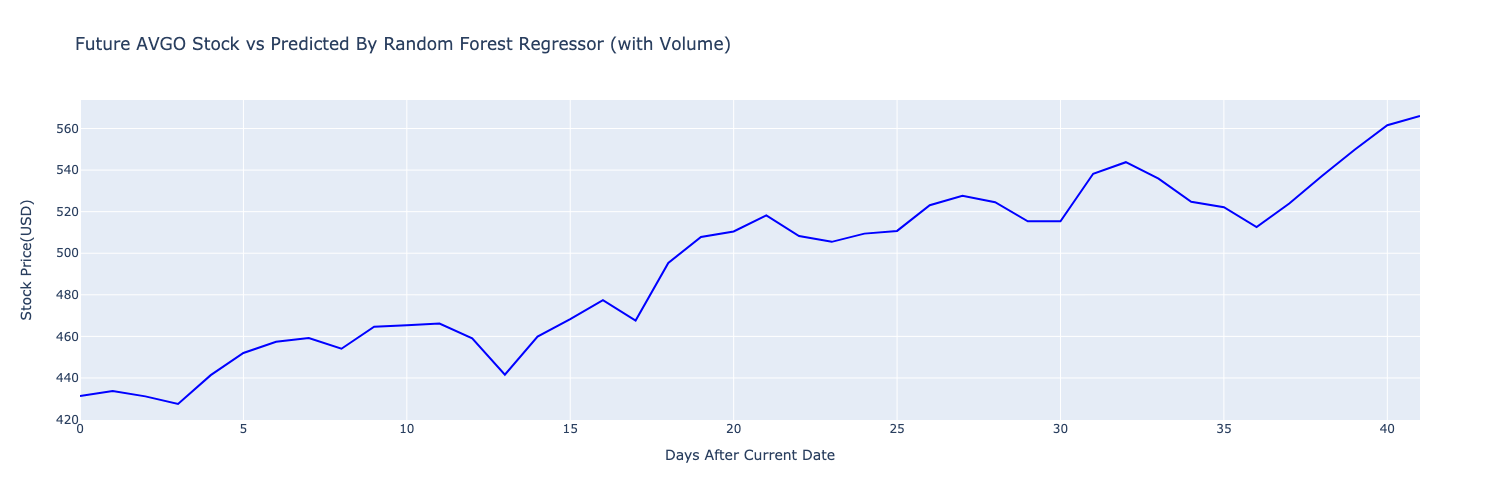 Future AVGO Stock vs Predicted By Random Forest Regressor (with Volume)
560
540
520
500
480
460
440
420
Stock Price(USD)
0 5 10 15 20 25 30 35 40
Days After Current Date